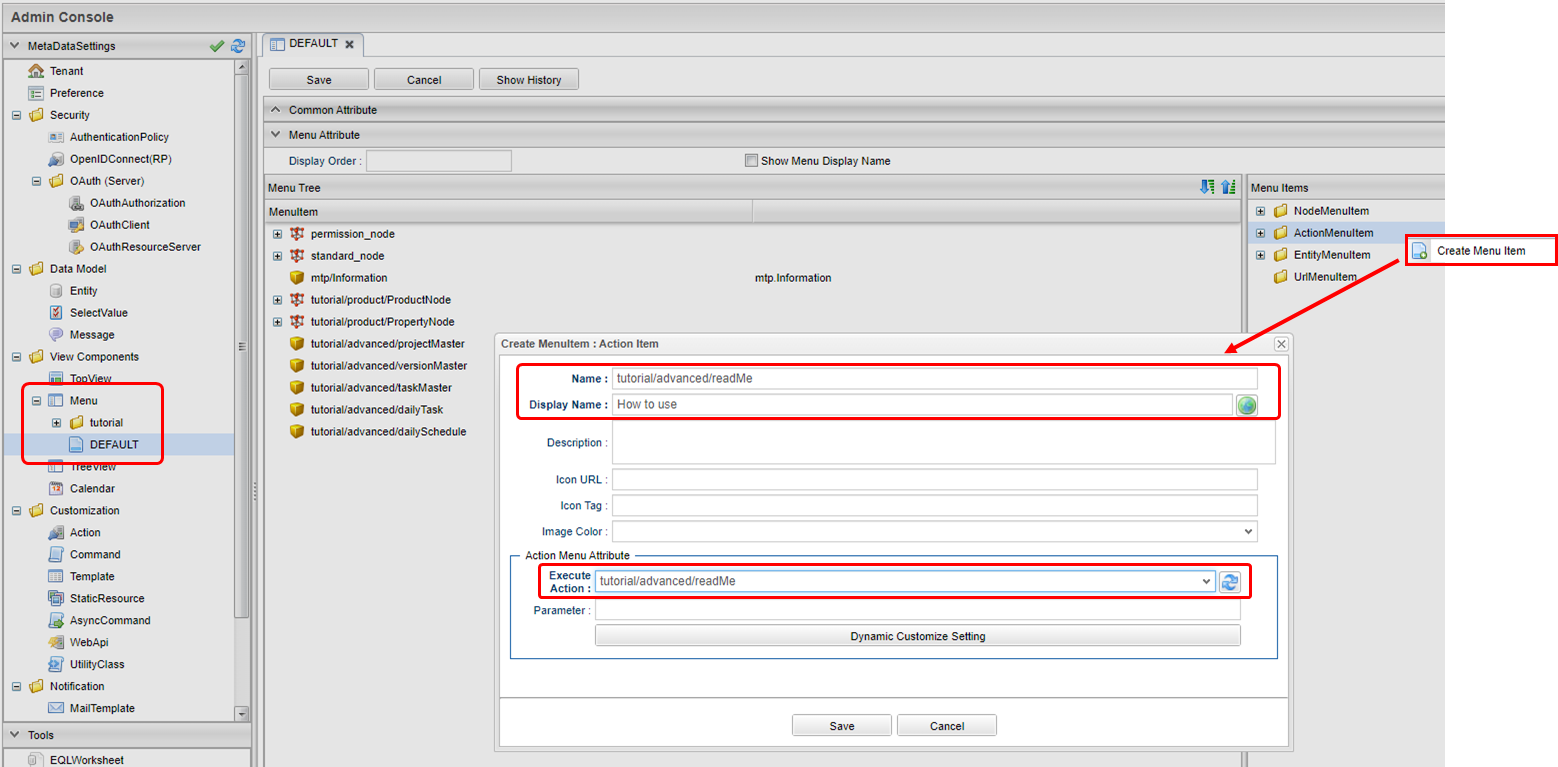 Admin Console
MetaDataSettings
Tenant
Preference
Security
AuthenticationPolicy
OpenIDConnect(RP)
OAuth (Server)
OAuthAuthorization
OAuthClient
OAuthResourceServer
Data Model
Entity
SelectValue
Message
View Components
TopView
Menu
tutorial
DEFAULT
TreeView
Calendar
Customization
Action
Command
Template
StaticResource
AsyncCommand
WebApi
UtilityClass
Notification
MailTemplate
Tools
EQLWorksheet
DEFAULT
Save Cancel Show History
Common Attribute
Menu Attribute
Display Order : Show Menu Display Name
Menu Tree
MenuItem
permission_node
standard_node
mtp/Information mtp.Information
tutorial/product/ProductNode
tutorial/product/PropertyNode
tutorial/advanced/projectMaster
tutorial/advanced/versionMaster
tutorial/advanced/taskMaster
tutorial/advanced/dailyTask
tutorial/advanced/dailySchedule
Menu Items
NodeMenuItem
ActionMenuItem
EntityMenuItem
UrlMenuItem
Create Menu Item
Create MenuItem : Action Item
Name : tutorial/advanced/readMe
Display Name : How to use
Description :
Icon URL :
Icon Tag :
Image Color :
Action Menu Attribute
Execute
Action : tutorial/advanced/readMe
Parameter :
Dynamic Customize Setting
Save Cancel